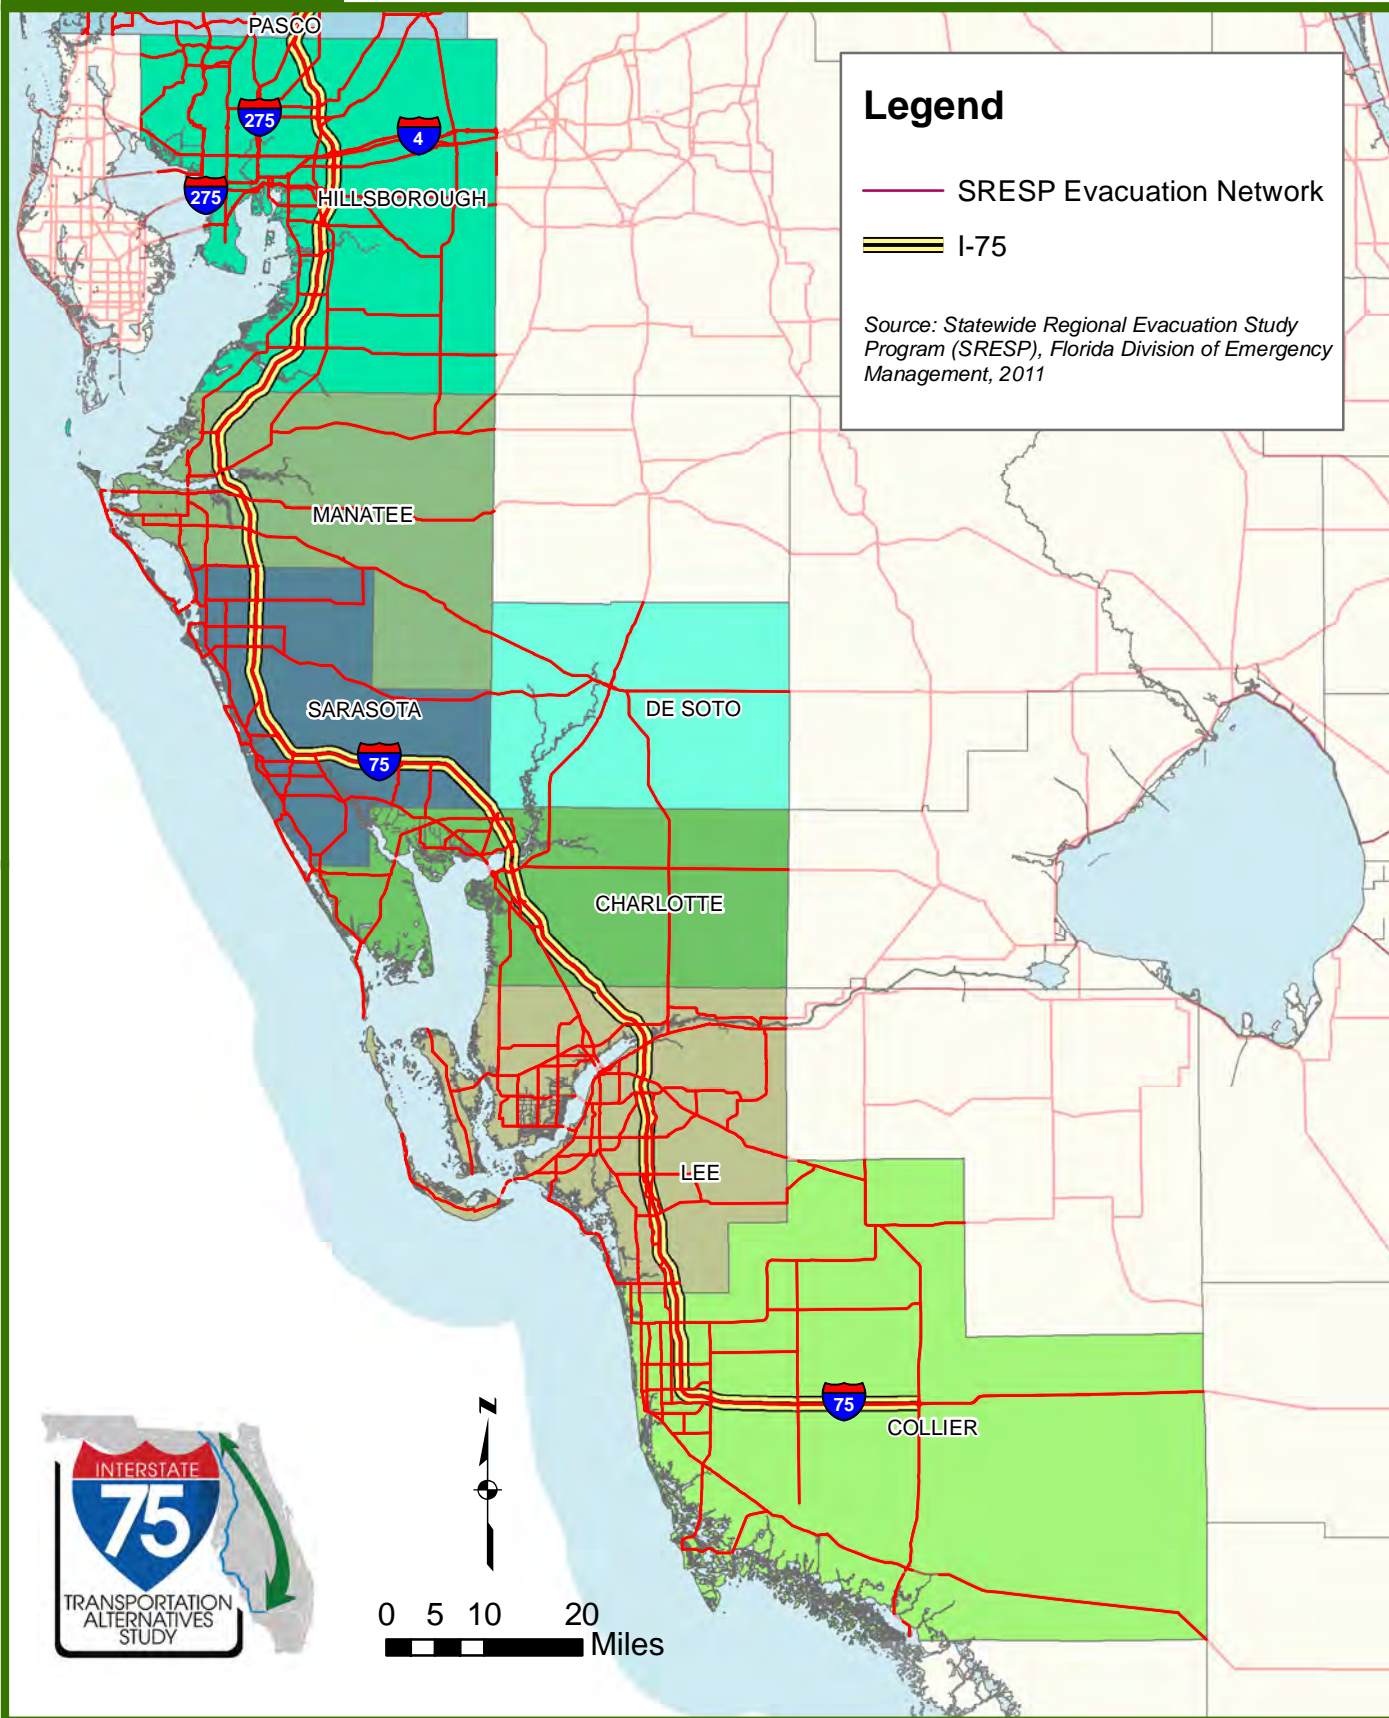 PASCO
275
4
275
HILLSBOROUGH
Legend
SRESP Evacuation Network
I-75
Source: Statewide Regional Evacuation Study
Program (SRESP), Florida Division of Emergency
Management, 2011
MANATEE
SARASOTA
DE SOTO
75
CHARLOTTE
LEE
75
COLLIER
INTERSTATE
75
TRANSPORTATION
ALTERNATIVES
STUDY
z
0 5 10 20
Miles